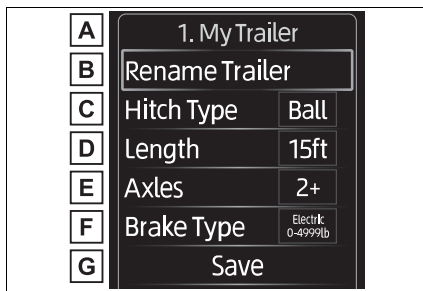 A 1. My Trailer
B Rename Trailer
C Hitch Type Ball
D Length 15ft
E Axles 2+
F Brake Type Electric 0-4999lb
G Save